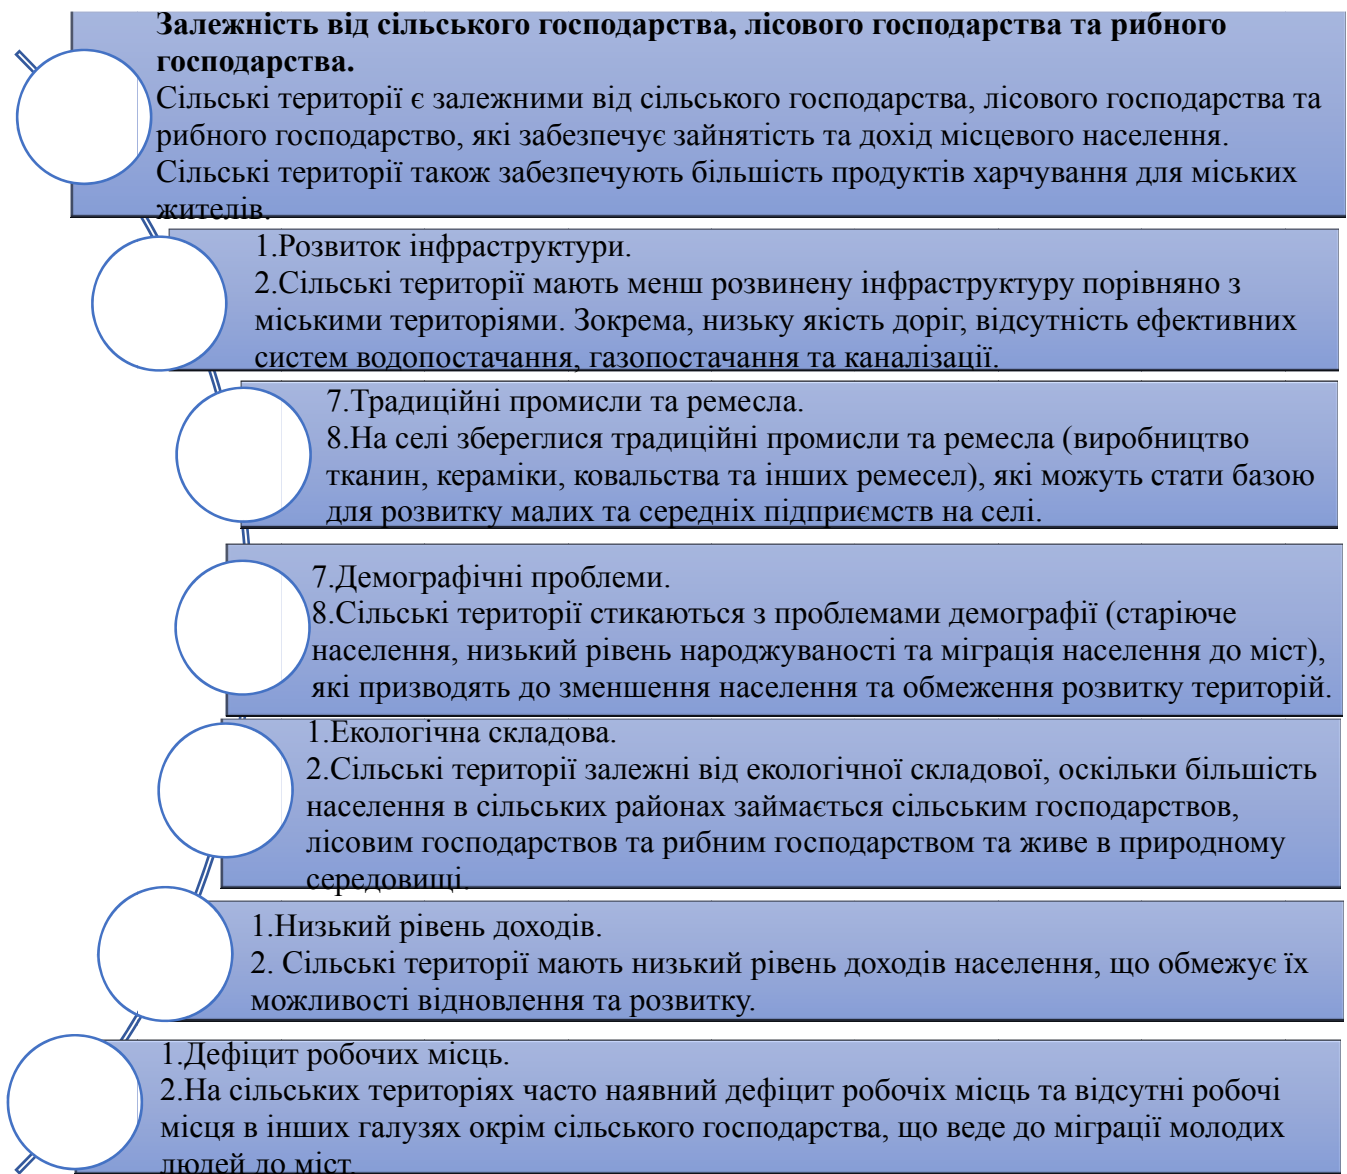 Залежність від сільського господарства, лісового господарства та рибного
господарства.
Сільські території є залежними від сільського господарства, лісового господарства та
рибного господарство, які забезпечує зайнятість та дохід місцевого населення.
Сільські території також забезпечують більшість продуктів харчування для міських
жителів.
1.Розвиток інфраструктури.
2.Сільські території мають менш розвинену інфраструктуру порівняно з
міськими територіями. Зокрема, низьку якість доріг, відсутність ефективних
систем водопостачання, газопостачання та каналізації.
7.Традиційні промисли та ремесла.
8.На селі збереглися традиційні промисли та ремесла (виробництво
тканин, кераміки, ковальства та інших ремесел), які можуть стати базою
для розвитку малих та середніх підприємств на селі.
7.Демографічні проблеми.
8.Сільські території стикаються з проблемами демографії (старіюче
населення, низький рівень народжуваності та міграція населення до міст),
які призводять до зменшення населення та обмеження розвитку територій.
1.Екологічна складова.
2.Сільські території залежні від екологічної складової, оскільки більшість
населення в сільських районах займається сільським господарствов,
лісовим господарствов та рибним господарством та живе в природному
середовищі.
1.Низький рівень доходів.
2. Сільські території мають низький рівень доходів населення, що обмежує їх
можливості відновлення та розвитку.
1.Дефіцит робочих місць.
2.На сільських територіях часто наявний дефіцит робочіх місць та відсутні робочі
місця в інших галузях окрім сільського господарства, що веде до міграції молодих
людей до міст.